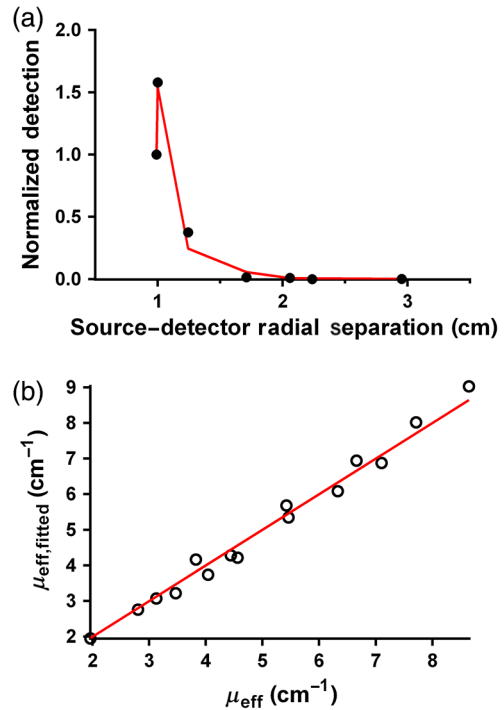 (a)
2.0
1.5
1.0
0.5
0.0
Normalized detection
1 2 3
Source–detector radial separation (cm)
(b)
9
8
7
6
5
4
3
2
μeff,fitted (cm⁻¹)
2 3 4 5 6 7 8
μeff (cm⁻¹)